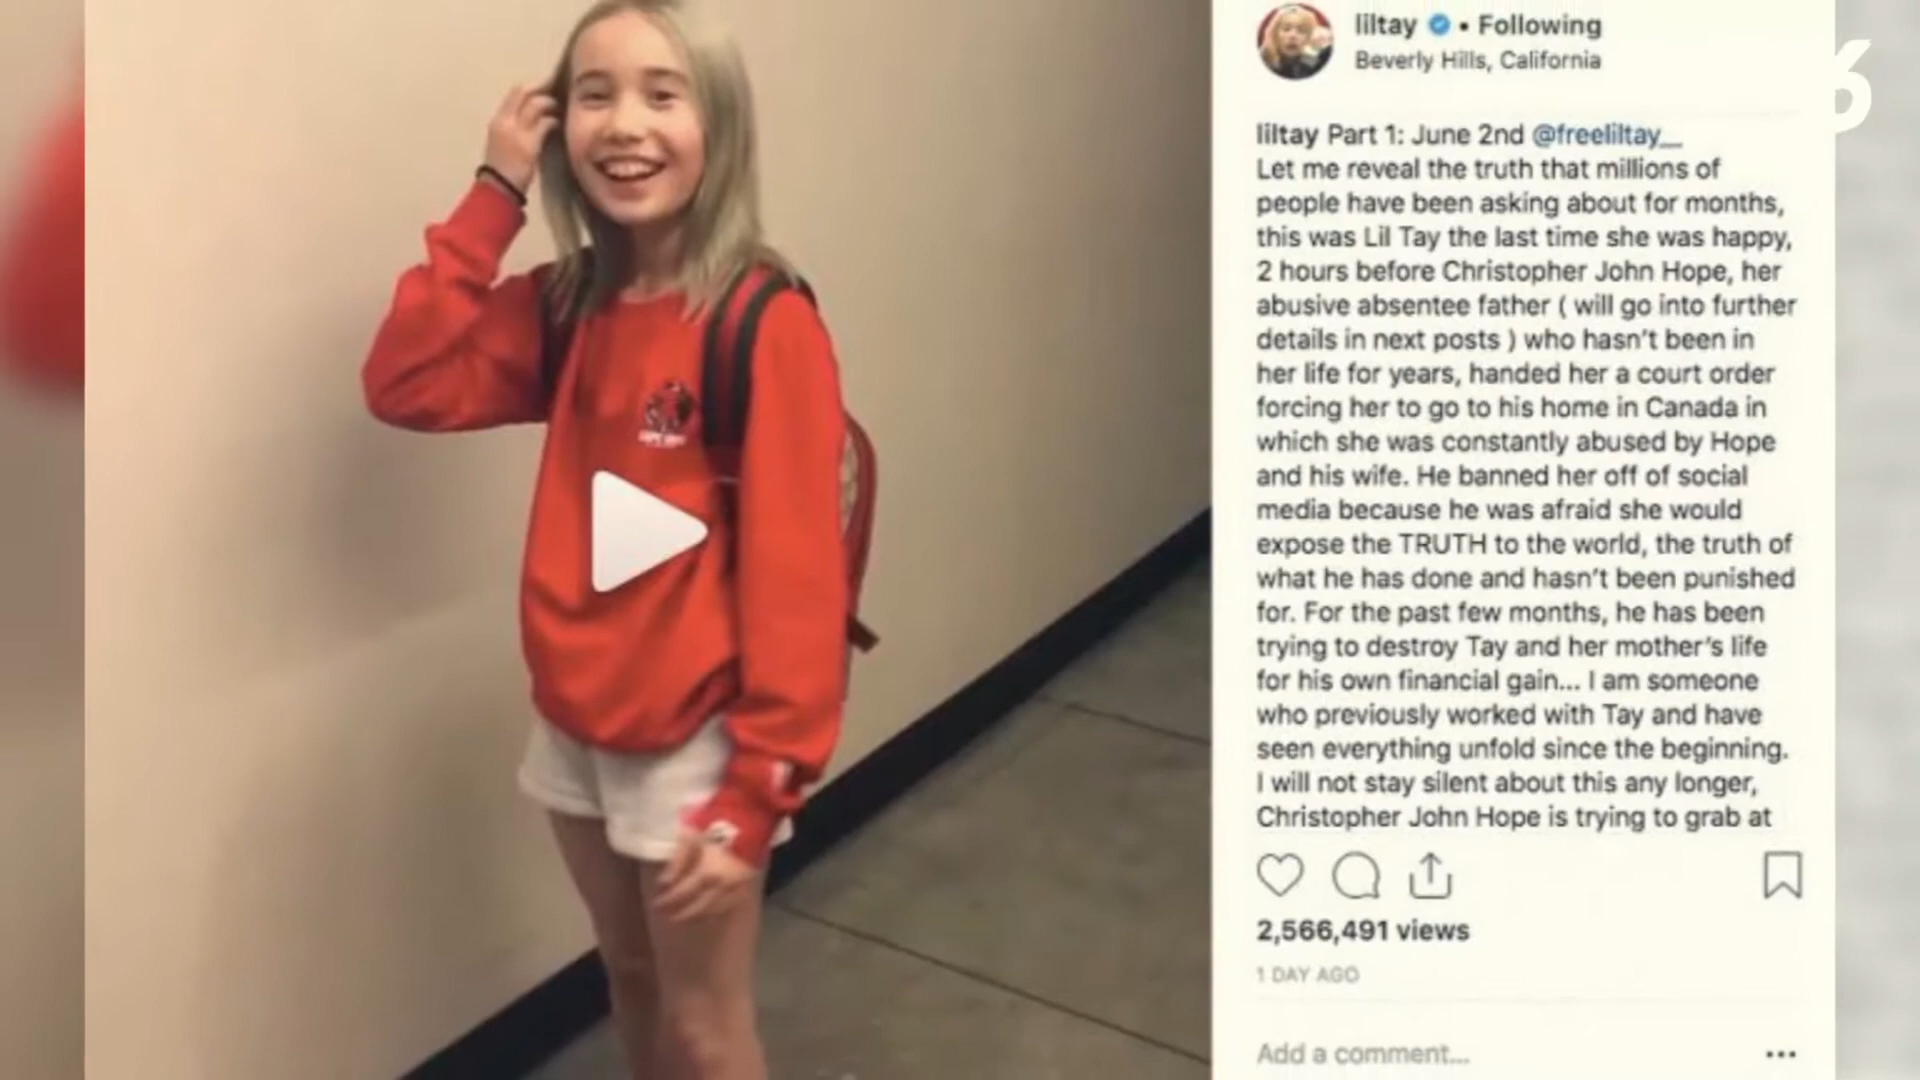 liltay • Following
Beverly Hills, California
6
liltay Part 1: June 2nd @freeliltay__
Let me reveal the truth that millions of
people have been asking about for months,
this was Lil Tay the last time she was happy,
2 hours before Christopher John Hope, her
abusive absentee father ( will go into further
details in next posts ) who hasn't been in
her life for years, handed her a court order
forcing her to go to his home in Canada in
which she was constantly abused by Hope
and his wife. He banned her off of social
media because he was afraid she would
expose the TRUTH to the world, the truth of
what he has done and hasn't been punished
for. For the past few months, he has been
trying to destroy Tay and her mother's life
for his own financial gain... I am someone
who previously worked with Tay and have
seen everything unfold since the beginning.
I will not stay silent about this any longer,
Christopher John Hope is trying to grab at
2,566,491 views
1 DAY AGO
Add a comment...